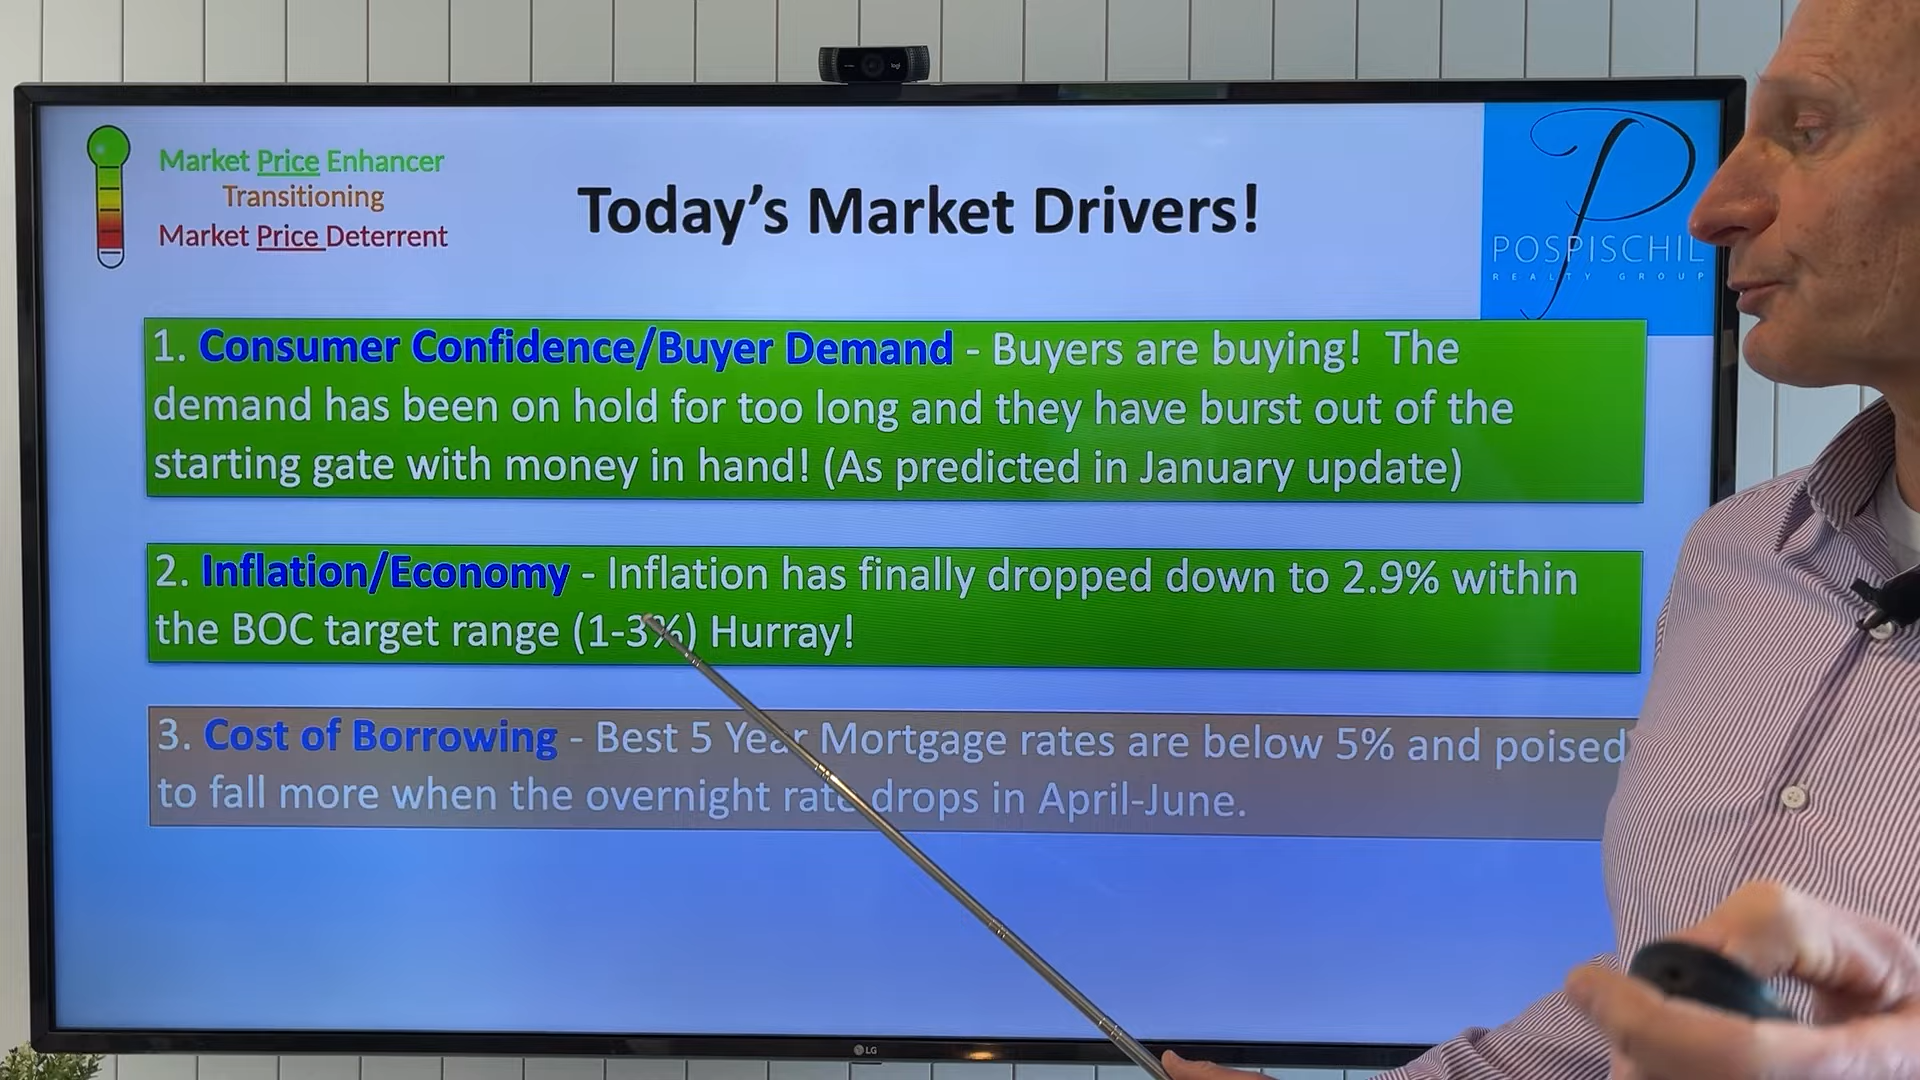 Market Price Enhancer
Transitioning
Market Price Deterrent
Today's Market Drivers!
POSPISCHIL
REALTY GROUP
1. Consumer Confidence/Buyer Demand - Buyers are buying! The
demand has been on hold for too long and they have burst out of the
starting gate with money in hand! (As predicted in January update)
2. Inflation/Economy - Inflation has finally dropped down to 2.9% within
the BOC target range (1-3%) Hurray!
3. Cost of Borrowing - Best 5 Year Mortgage rates are below 5% and poised
to fall more when the overnight rate drops in April-June.
LG
logi